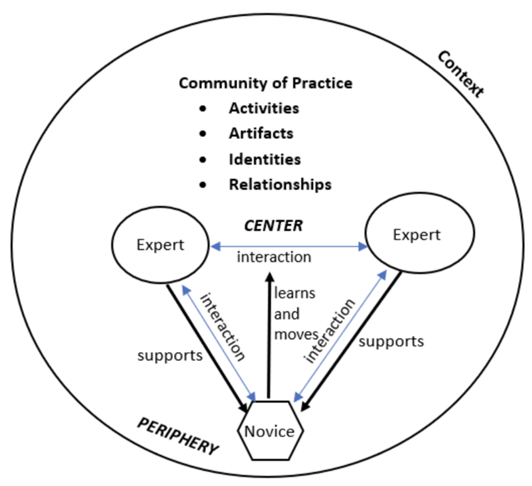 Context
Community of Practice
• Activities
• Artifacts
• Identities
• Relationships
CENTER
Expert
Expert
interaction
learns
and
moves
interaction
interaction
supports
supports
Novice
PERIPHERY